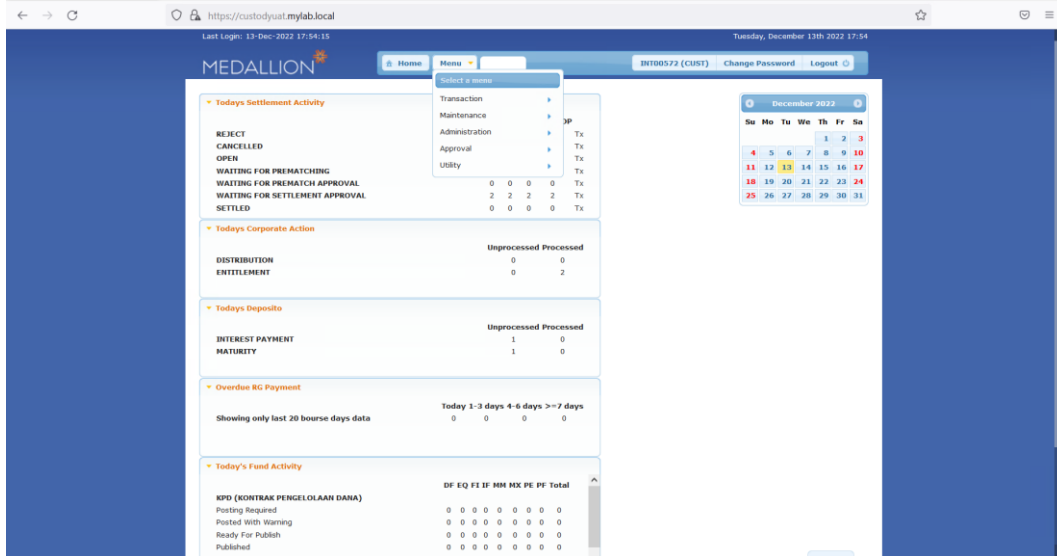 https://custodyuat.mylab.local
Last Login: 13-Dec-2022 17:54:15
Tuesday, December 13th 2022 17:54
MEDALLION
Home
Menu
INT00572 (CUST)
Change Password
Logout
Select a menu
Transaction
Maintenance
Administration
Approval
Utility
Todays Settlement Activity
REJECT Tx
CANCELLED Tx
OPEN Tx
WAITING FOR PREMATCHING Tx
WAITING FOR PREMATCH APPROVAL 0 0 0 0 Tx
WAITING FOR SETTLEMENT APPROVAL 2 2 2 2 Tx
SETTLED 0 0 0 0 Tx
December 2022
Su Mo Tu We Th Fr Sa
1 2 3
4 5 6 7 8 9 10
11 12 13 14 15 16 17
18 19 20 21 22 23 24
25 26 27 28 29 30 31
Todays Corporate Action
Unprocessed Processed
DISTRIBUTION 0 0
ENTITLEMENT 0 2
Todays Deposito
Unprocessed Processed
INTEREST PAYMENT 1 0
MATURITY 1 0
Overdue RG Payment
Today 1-3 days 4-6 days >=7 days
Showing only last 20 bourse days data 0 0 0 0
Today's Fund Activity
DF EQ FI IF MM MX PE PF Total
KPD (KONTRAK PENGELOLAAN DANA)
Posting Required 0 0 0 0 0 0 0 0 0
Posted With Warning 0 0 0 0 0 0 0 0 0
Ready For Publish 0 0 0 0 0 0 0 0 0
Published 0 0 0 0 0 0 0 0 0